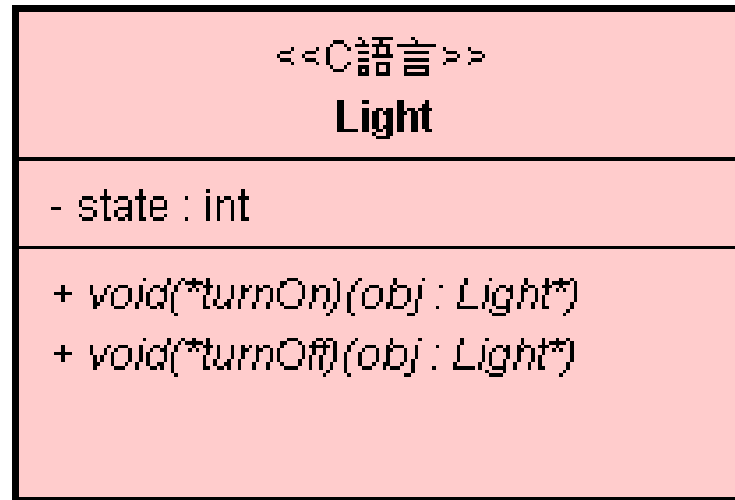 <<C語言>>
Light
- state : int
+ void(*turnOn)(obj : Light*)
+ void(*turnOff)(obj : Light*)